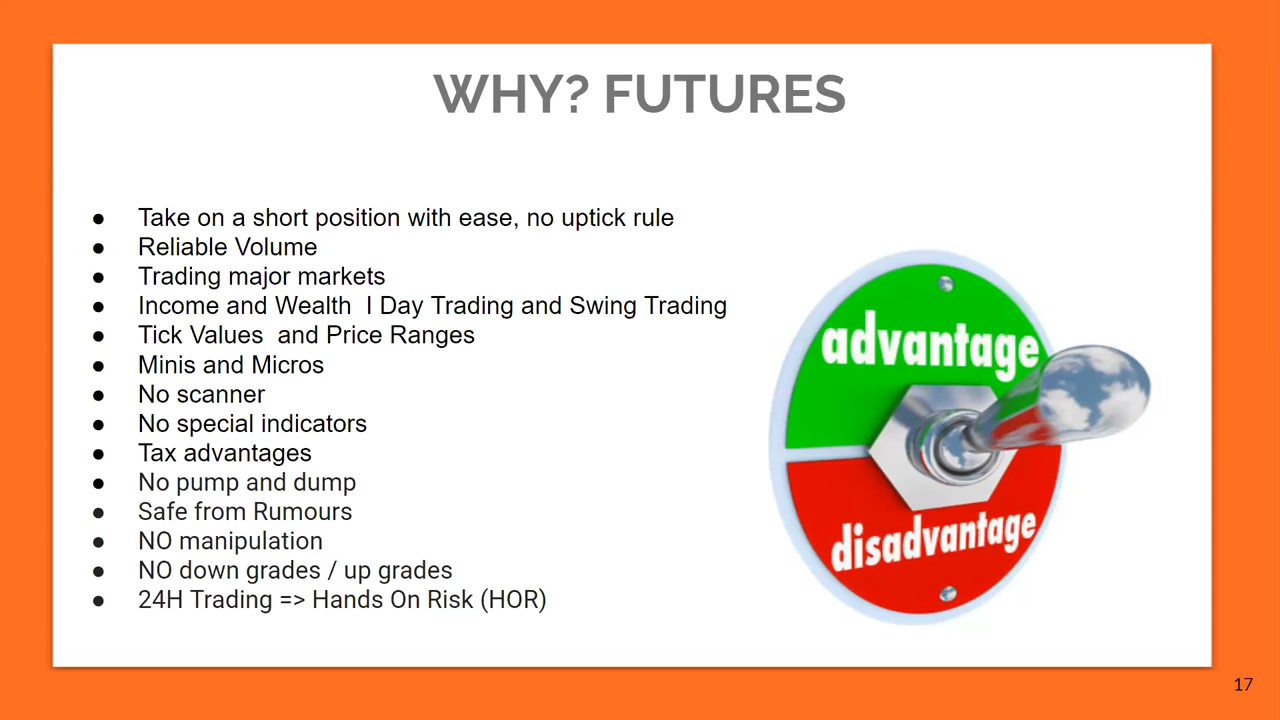 WHY? FUTURES
● Take on a short position with ease, no uptick rule
● Reliable Volume
● Trading major markets
● Income and Wealth I Day Trading and Swing Trading
● Tick Values and Price Ranges
● Minis and Micros
● No scanner
● No special indicators
● Tax advantages
● No pump and dump
● Safe from Rumours
● NO manipulation
● NO down grades / up grades
● 24H Trading => Hands On Risk (HOR)
advantage
disadvantage
17